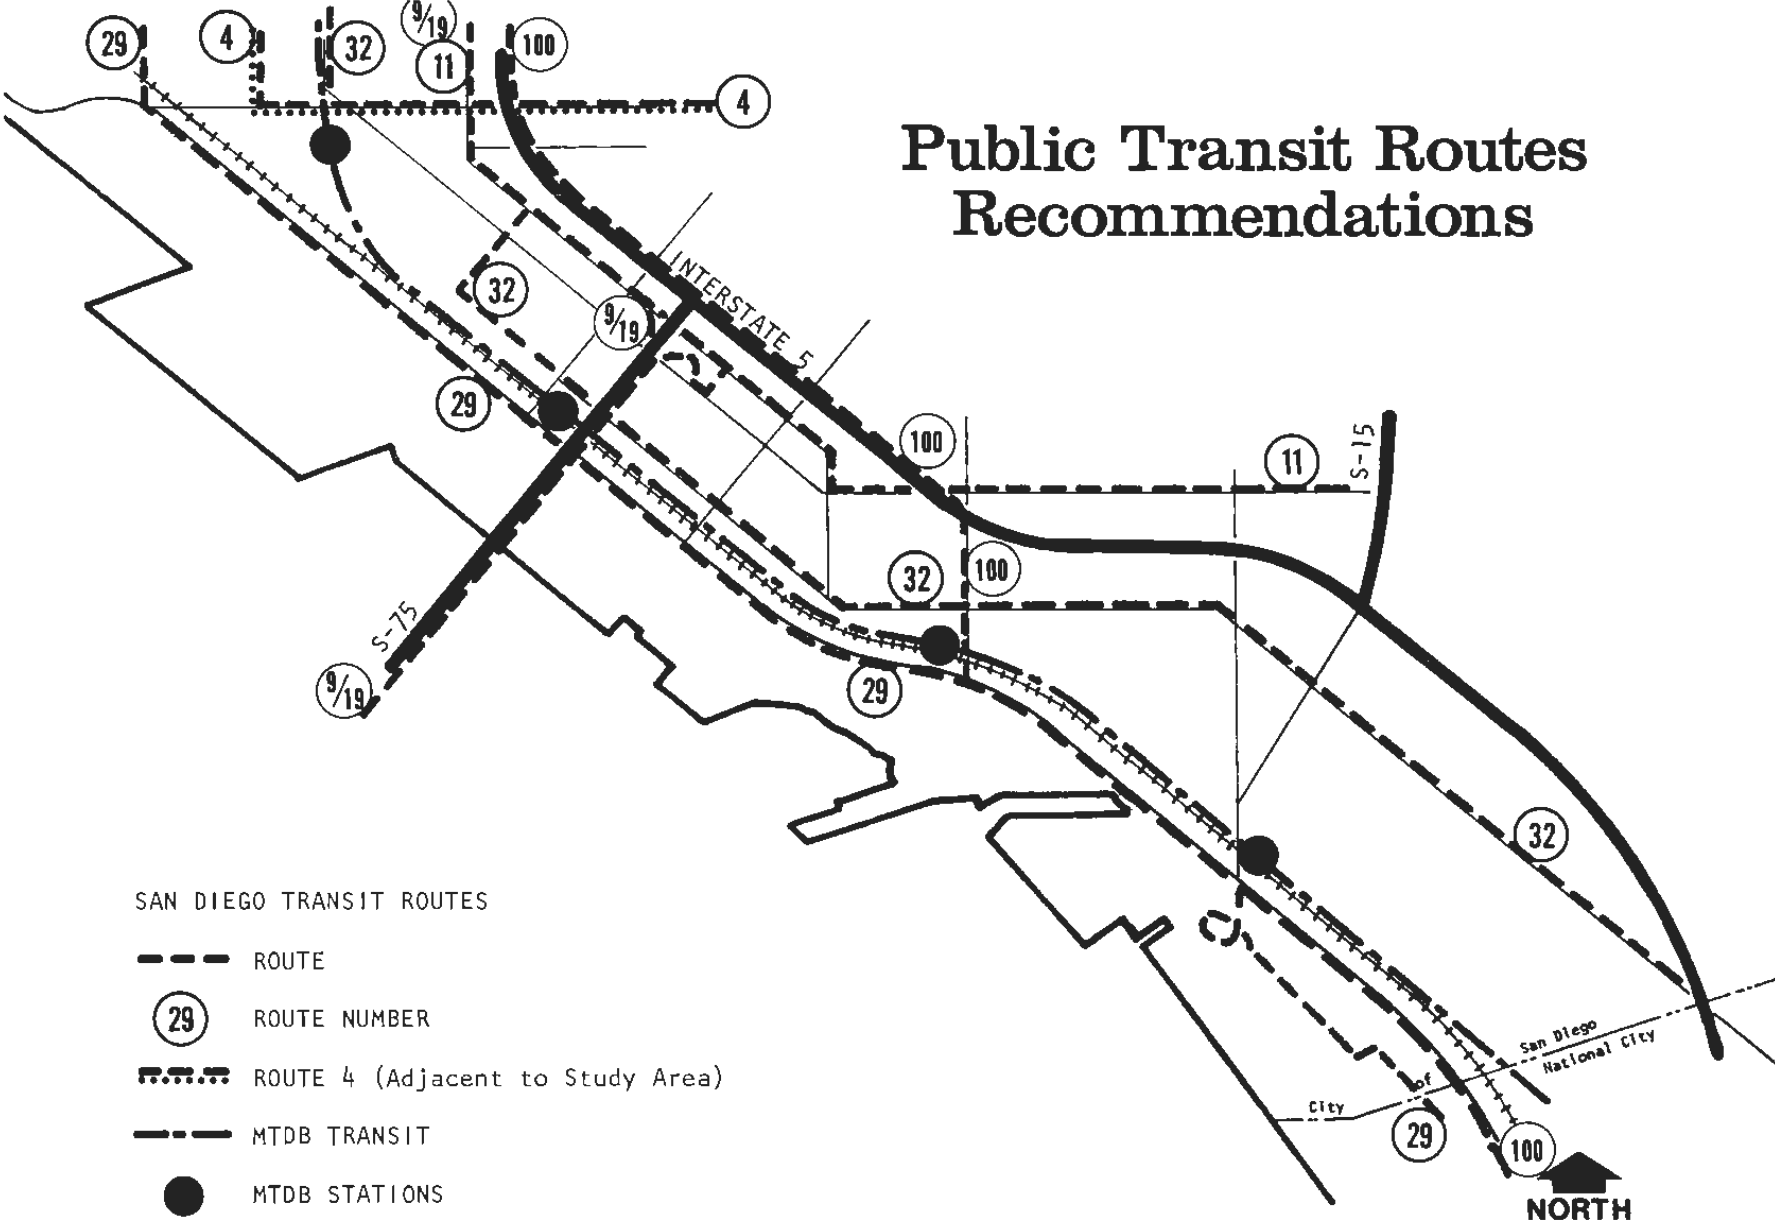 29
4
32
9/19
11
100
4
Public Transit Routes
Recommendations
32
9/19
INTERSTATE 5
29
100
11
S-15
32
100
S-75
9/19
29
32
SAN DIEGO TRANSIT ROUTES
ROUTE
29 ROUTE NUMBER
ROUTE 4 (Adjacent to Study Area)
MTDB TRANSIT
MTDB STATIONS
San Diego
National City
City of
29
100
NORTH